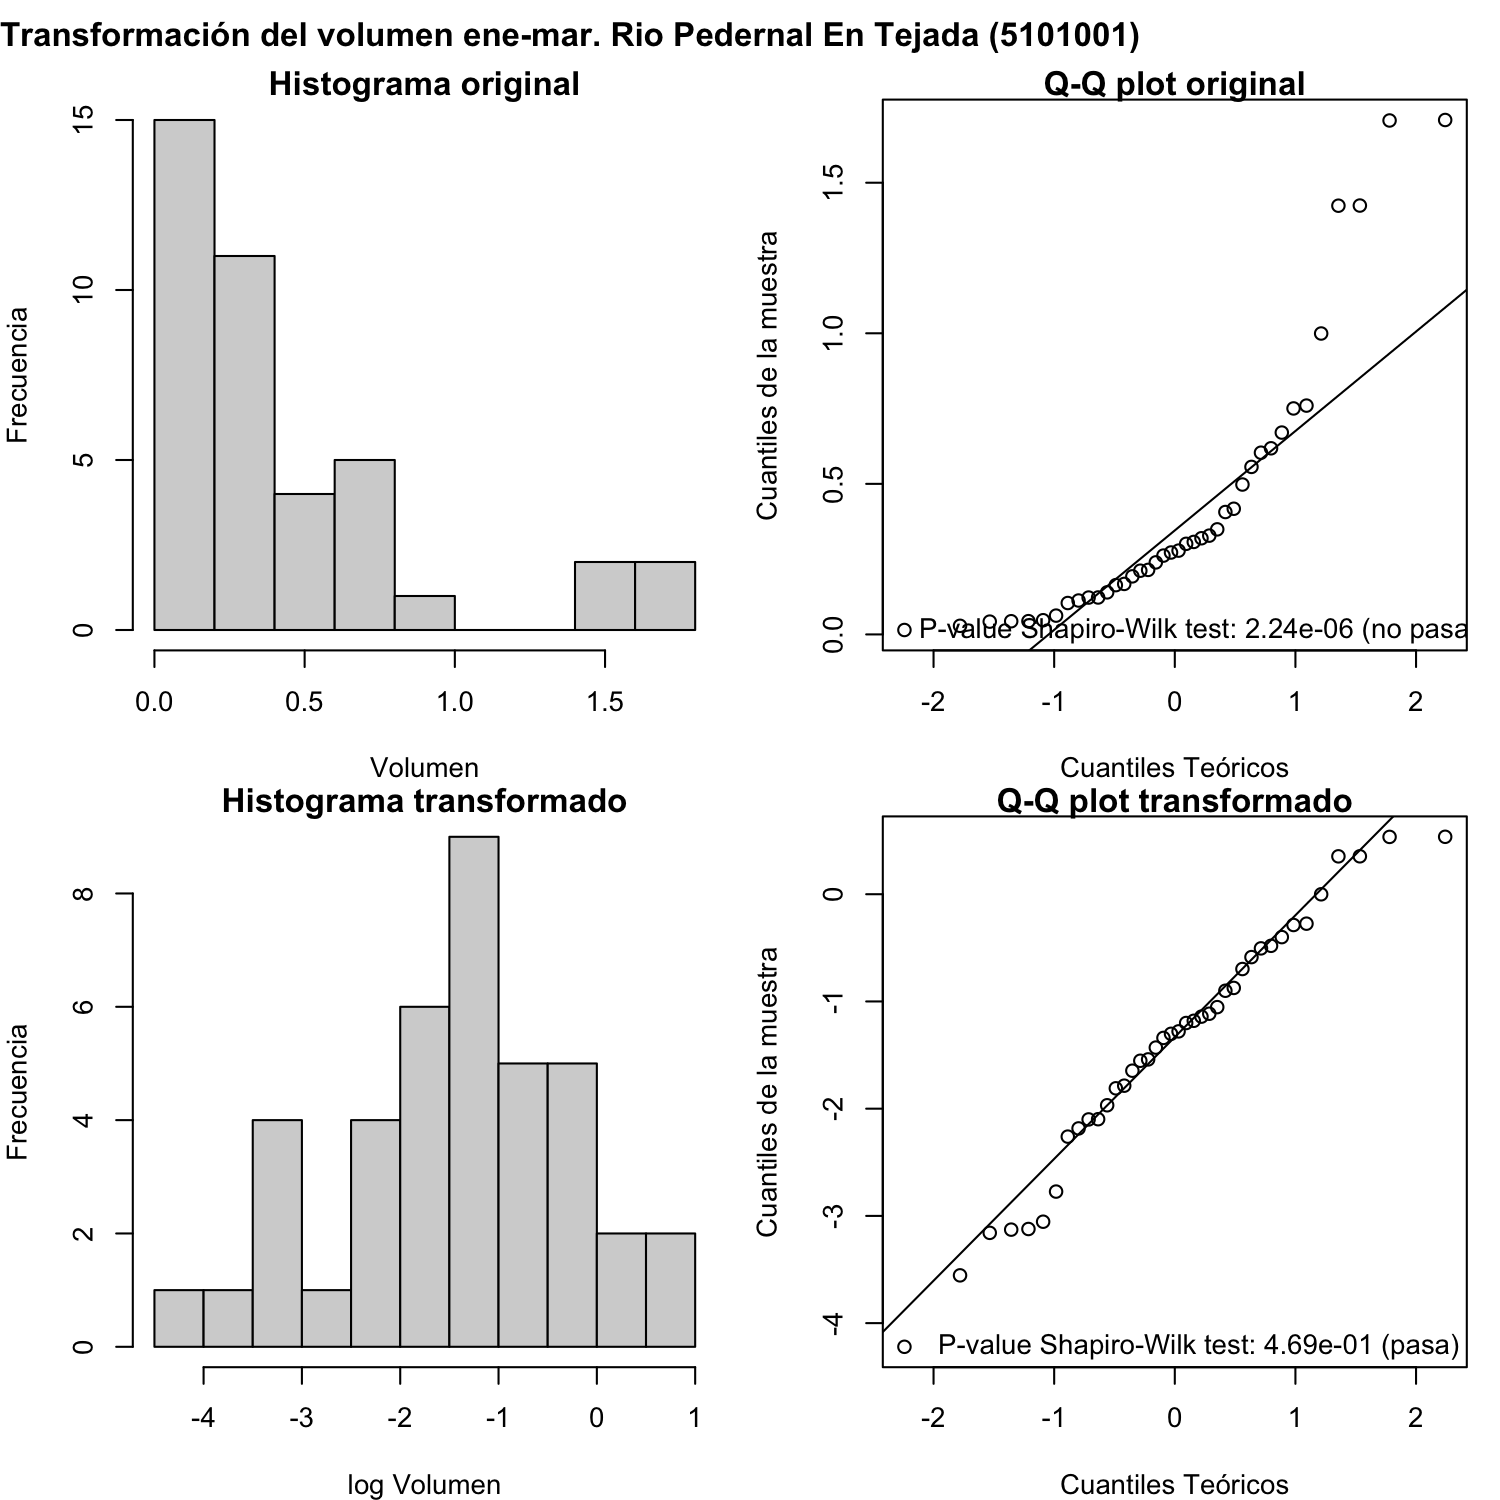 Transformación del volumen ene-mar. Rio Pedernal En Tejada (5101001)
Histograma original
Frecuencia
15
10
5
0
0.0 0.5 1.0 1.5
Volumen
Q-Q plot original
Cuantiles de la muestra
1.5
1.0
0.5
0.0
P-value Shapiro-Wilk test: 2.24e-06 (no pasa
-2 -1 0 1 2
Cuantiles Teóricos
Histograma transformado
Frecuencia
8
6
4
2
0
-4 -3 -2 -1 0 1
log Volumen
Q-Q plot transformado
Cuantiles de la muestra
0
-1
-2
-3
-4
P-value Shapiro-Wilk test: 4.69e-01 (pasa)
-2 -1 0 1 2
Cuantiles Teóricos